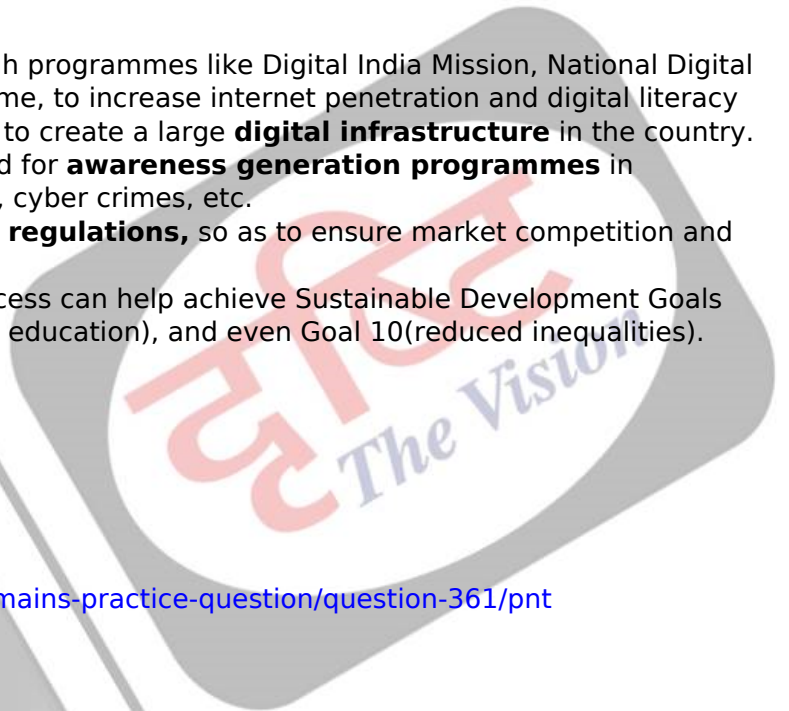 h programmes like Digital India Mission, National Digital
me, to increase internet penetration and digital literacy
to create a large digital infrastructure in the country.
d for awareness generation programmes in
, cyber crimes, etc.
regulations, so as to ensure market competition and
cess can help achieve Sustainable Development Goals
education), and even Goal 10(reduced inequalities).
दृष्टि
The Vision
mains-practice-question/question-361/pnt